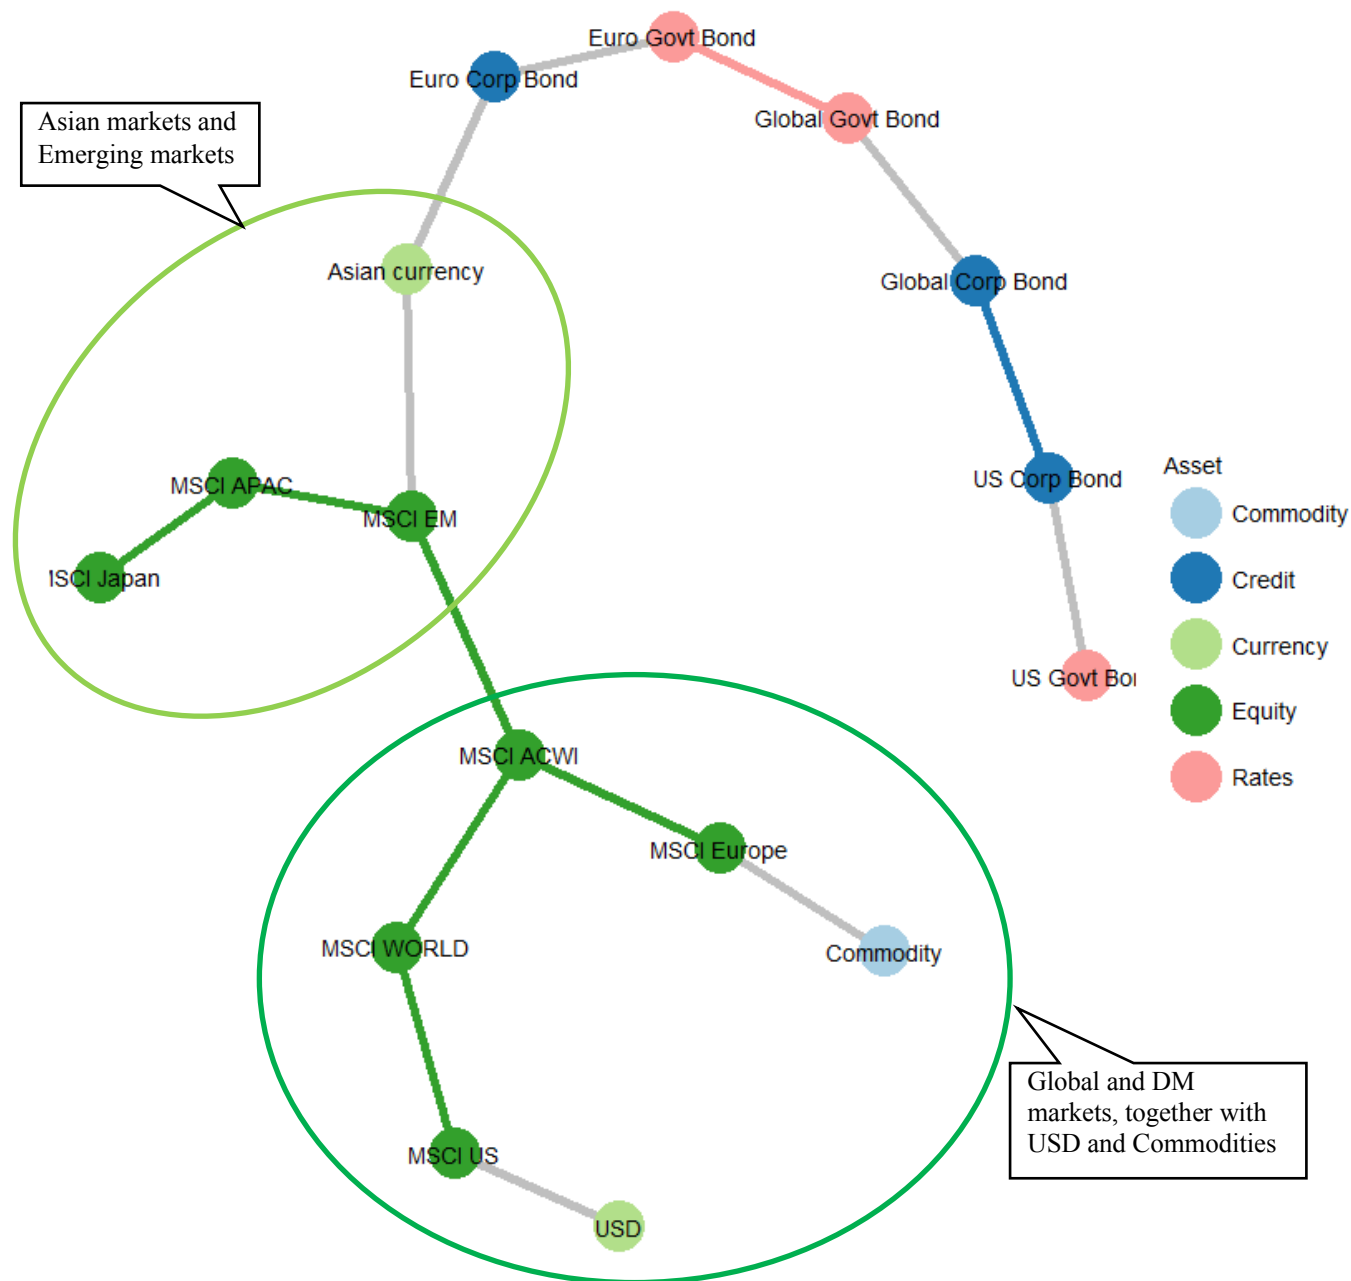 Euro Govt Bond
Euro Corp Bond
Global Govt Bond
Asian markets and
Emerging markets
Asian currency
Global Corp Bond
MSCI APAC
MSCI EM
US Corp Bond
ISCI Japan
US Govt Bo
MSCI ACWI
MSCI Europe
MSCI WORLD
Commodity
MSCI US
USD
Asset
Commodity
Credit
Currency
Equity
Rates
Global and DM
markets, together with
USD and Commodities